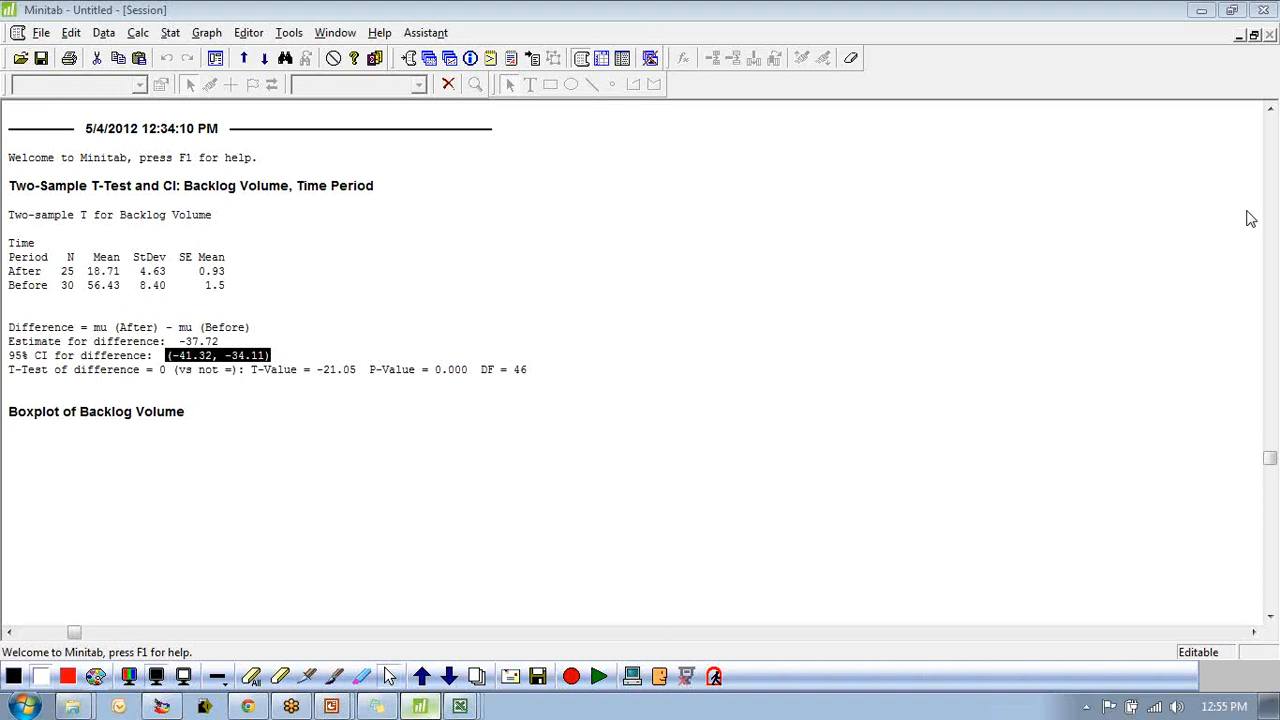 Minitab - Untitled - [Session]
File Edit Data Calc Stat Graph Editor Tools Window Help Assistant
5/4/2012 12:34:10 PM
Welcome to Minitab, press F1 for help.
Two-Sample T-Test and CI: Backlog Volume, Time Period
Two-sample T for Backlog Volume
Time
Period N Mean StDev SE Mean
After 25 18.71 4.63 0.93
Before 30 56.43 8.40 1.5
Difference = mu (After) - mu (Before)
Estimate for difference: -37.72
95% CI for difference: (-41.32, -34.11)
T-Test of difference = 0 (vs not =): T-Value = -21.05 P-Value = 0.000 DF = 46
Boxplot of Backlog Volume
Welcome to Minitab, press F1 for help.
Editable
12:55 PM